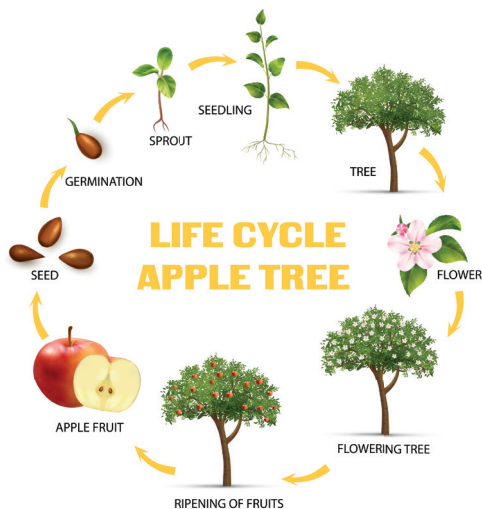 LIFE CYCLE
APPLE TREE
SEED
GERMINATION
SPROUT
SEEDLING
TREE
FLOWER
FLOWERING TREE
RIPENING OF FRUITS
APPLE FRUIT